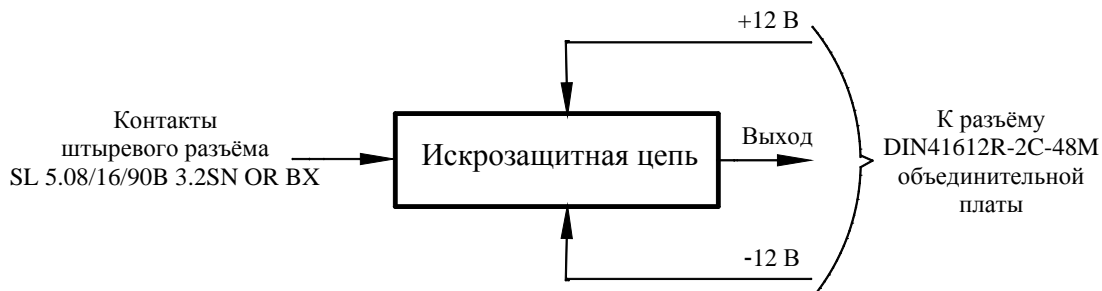 +12 В
Контакты
штыревого разъёма
SL 5.08/16/90B 3.2SN OR BX
Искрозащитная цепь
Выход
К разъёму
DIN41612R-2C-48M
объединительной
платы
-12 В